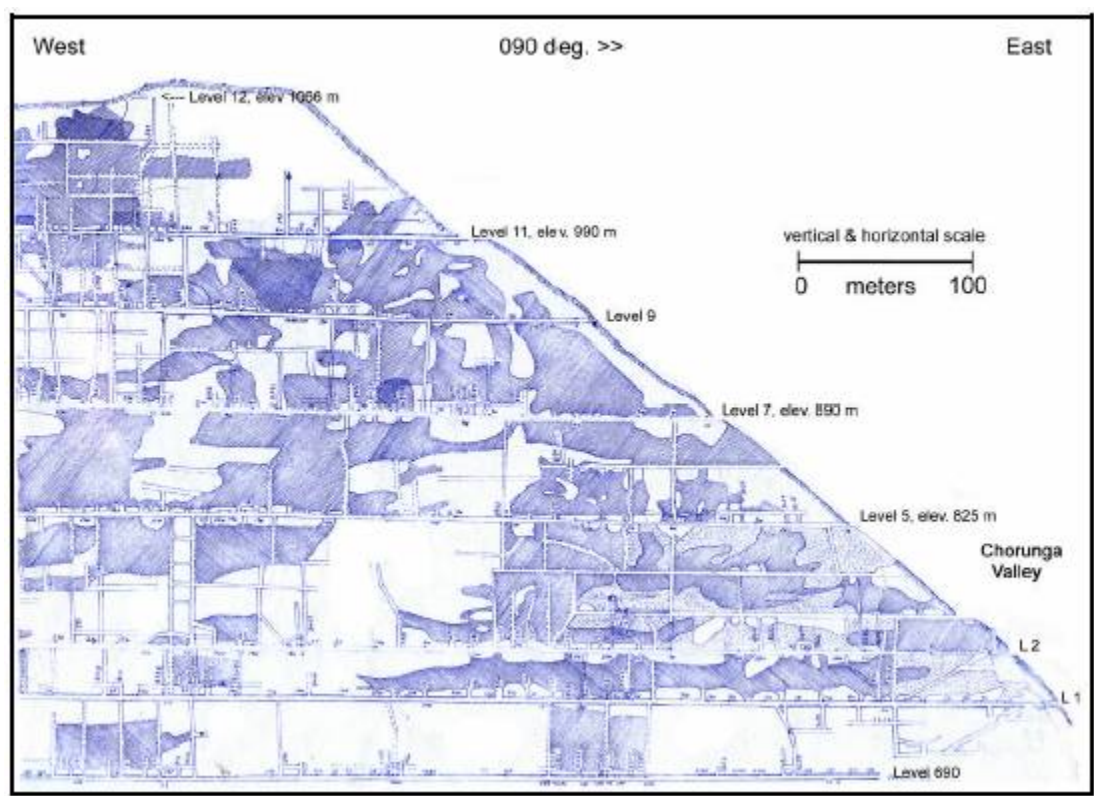 West 090 deg. >> East
<--- Level 12, elev 1066 m
Level 11, elev. 990 m
vertical & horizontal scale
0 meters 100
Level 9
Level 7, elev. 890 m
Level 5, elev. 825 m
Chorunga
Valley
L 2
L 1
Level 690